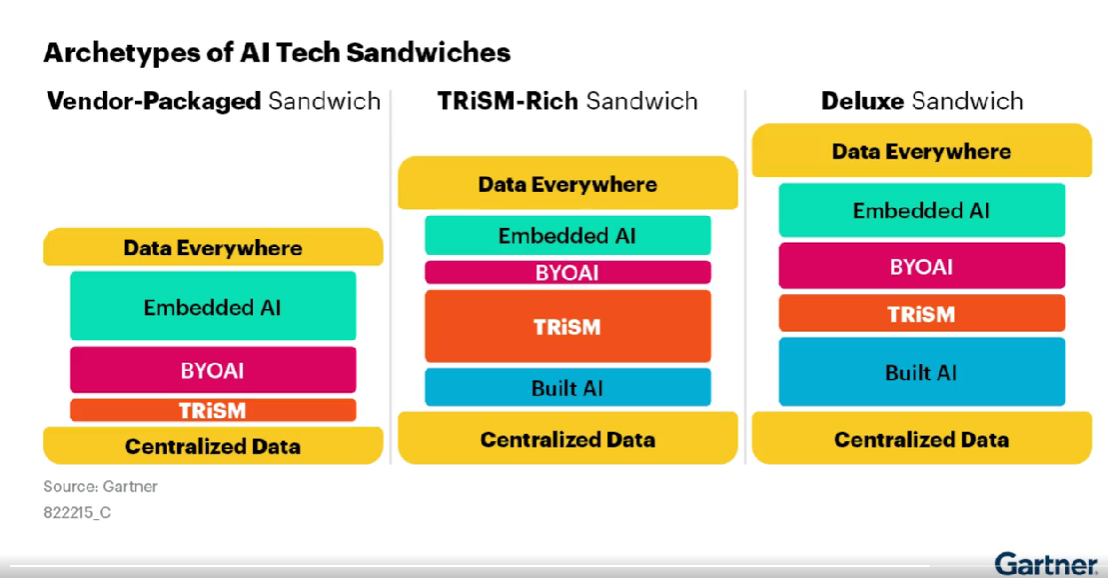 Archetypes of AI Tech Sandwiches
Vendor-Packaged Sandwich
Data Everywhere
Embedded AI
BYOAI
TRiSM
Centralized Data
TRiSM-Rich Sandwich
Data Everywhere
Embedded AI
BYOAI
TRiSM
Built AI
Centralized Data
Deluxe Sandwich
Data Everywhere
Embedded AI
BYOAI
TRiSM
Built AI
Centralized Data
Source: Gartner
822215_C
Gartner